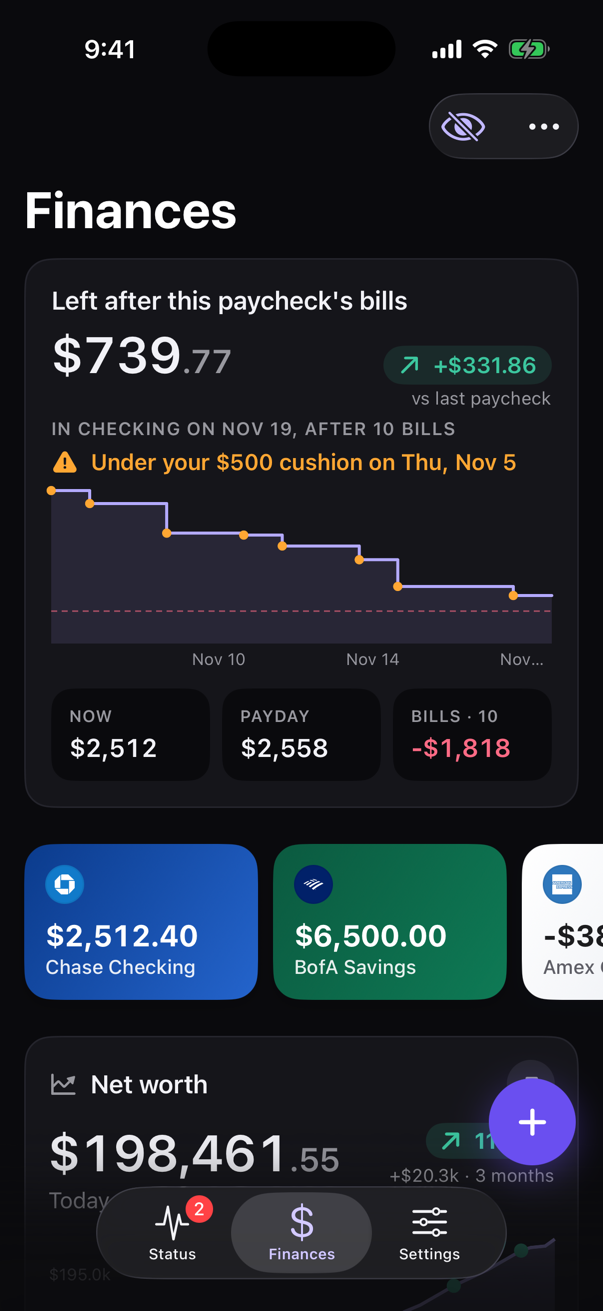 9:41
Finances
Left after this paycheck's bills
$739.77
+$331.86
vs last paycheck
IN CHECKING ON NOV 19, AFTER 10 BILLS
Under your $500 cushion on Thu, Nov 5
Nov 10 Nov 14 Nov...
NOW PAYDAY BILLS · 10
$2,512 $2,558 -$1,818
$2,512.40 $6,500.00 -$38
Chase Checking BofA Savings Amex
Net worth
$198,461.55
11
+$20.3k · 3 months
Today
2
Status Finances Settings
$195.0k